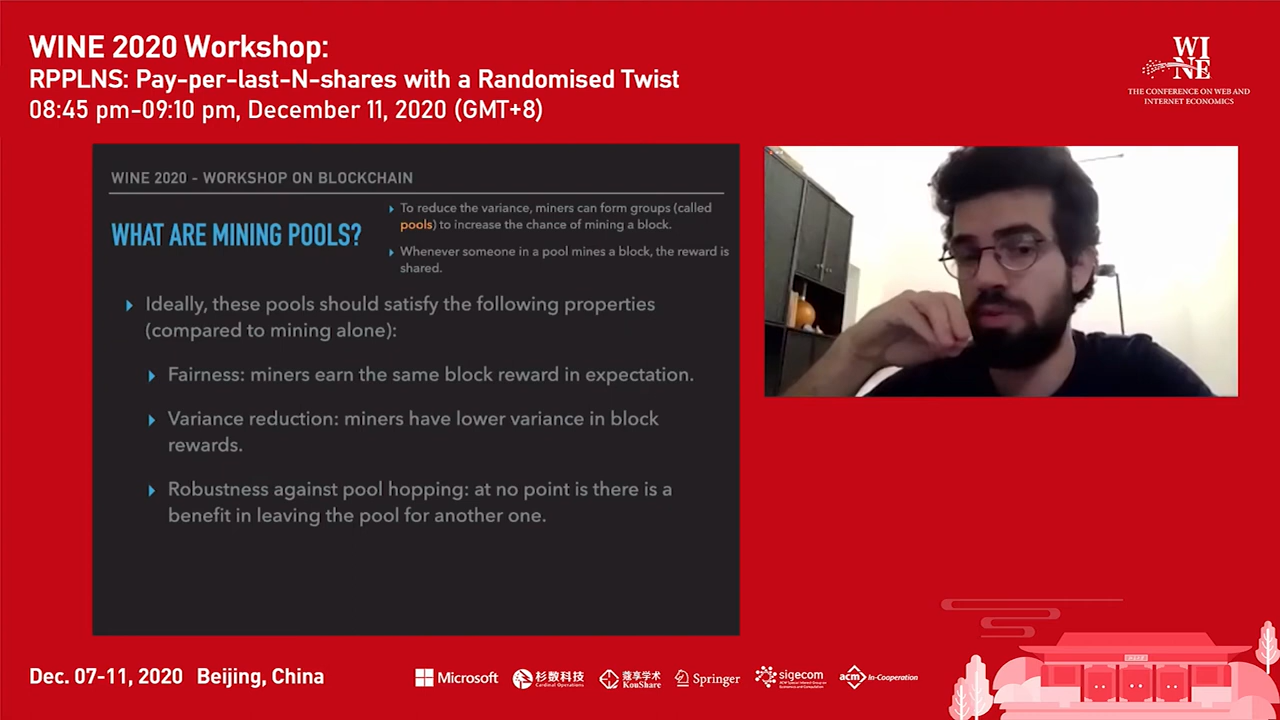 WINE 2020 Workshop:
RPPLNS: Pay-per-last-N-shares with a Randomised Twist
08:45 pm-09:10 pm, December 11, 2020 (GMT+8)
WI
NE
THE CONFERENCE ON WEB AND
INTERNET ECONOMICS
WINE 2020 - WORKSHOP ON BLOCKCHAIN
WHAT ARE MINING POOLS?
To reduce the variance, miners can form groups (called
pools) to increase the chance of mining a block.
Whenever someone in a pool mines a block, the reward is
shared.
Ideally, these pools should satisfy the following properties
(compared to mining alone):
Fairness: miners earn the same block reward in expectation.
Variance reduction: miners have lower variance in block
rewards.
Robustness against pool hopping: at no point is there is a
benefit in leaving the pool for another one.
Dec. 07-11, 2020 Beijing, China
Microsoft
杉数科技
Cardinal Operations
蔻享学术
KouShare
Springer
sigecom
acm In-Cooperation